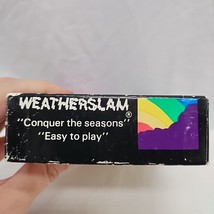 WEATHERSLAM®
"Conquer the seasons"
"Easy to play"